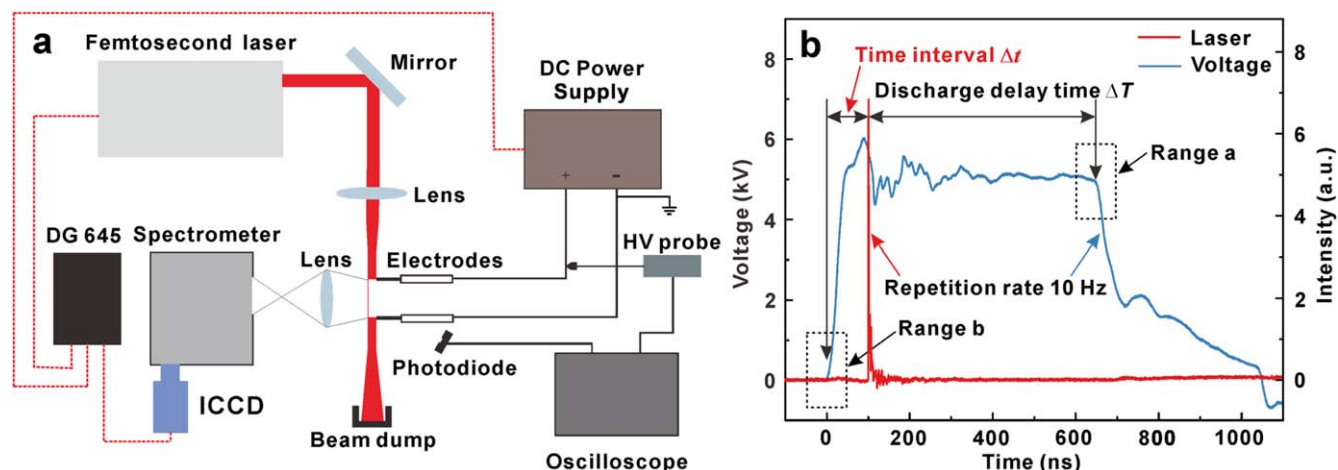 a
Femtosecond laser
Mirror
DC Power
Supply
+ -
Lens
DG 645
Spectrometer
Lens
Electrodes
HV probe
Photodiode
ICCD
Beam dump
Oscilloscope
b
Laser
Voltage
Time interval Δt
Discharge delay time ΔT
Range a
Repetition rate 10 Hz
Range b
Voltage (kV)
8
6
4
2
0
Intensity (a.u.)
8
6
4
2
0
0 200 400 600 800 1000
Time (ns)